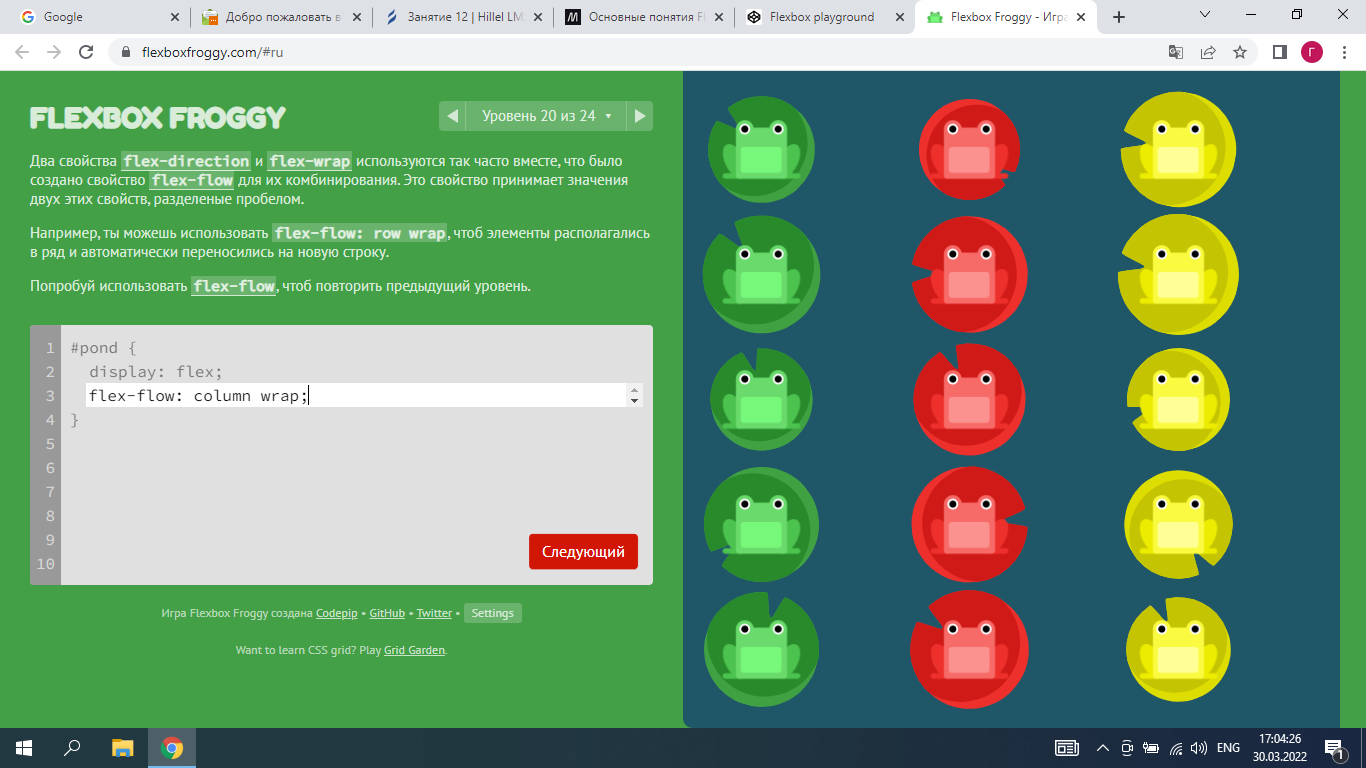 Google
Добро пожаловать в
Занятие 12 | Hillel LM
Основные понятия Fl
Flexbox playground
Flexbox Froggy - Игра
flexboxfroggy.com/#ru
Г
FLEXBOX FROGGY
Уровень 20 из 24
Два свойства flex-direction и flex-wrap используются так часто вместе, что было
создано свойство flex-flow для их комбинирования. Это свойство принимает значения
двух этих свойств, разделеные пробелом.
Например, ты можешь использовать flex-flow: row wrap, чтоб элементы располагались
в ряд и автоматически переносились на новую строку.
Попробуй использовать flex-flow, чтоб повторить предыдущий уровень.
1 #pond {
2 display: flex;
3 flex-flow: column wrap;
4 }
5
6
7
8
9
10
Следующий
Игра Flexbox Froggy создана Codepip • GitHub • Twitter • Settings
Want to learn CSS grid? Play Grid Garden.
ENG
17:04:26
30.03.2022
1